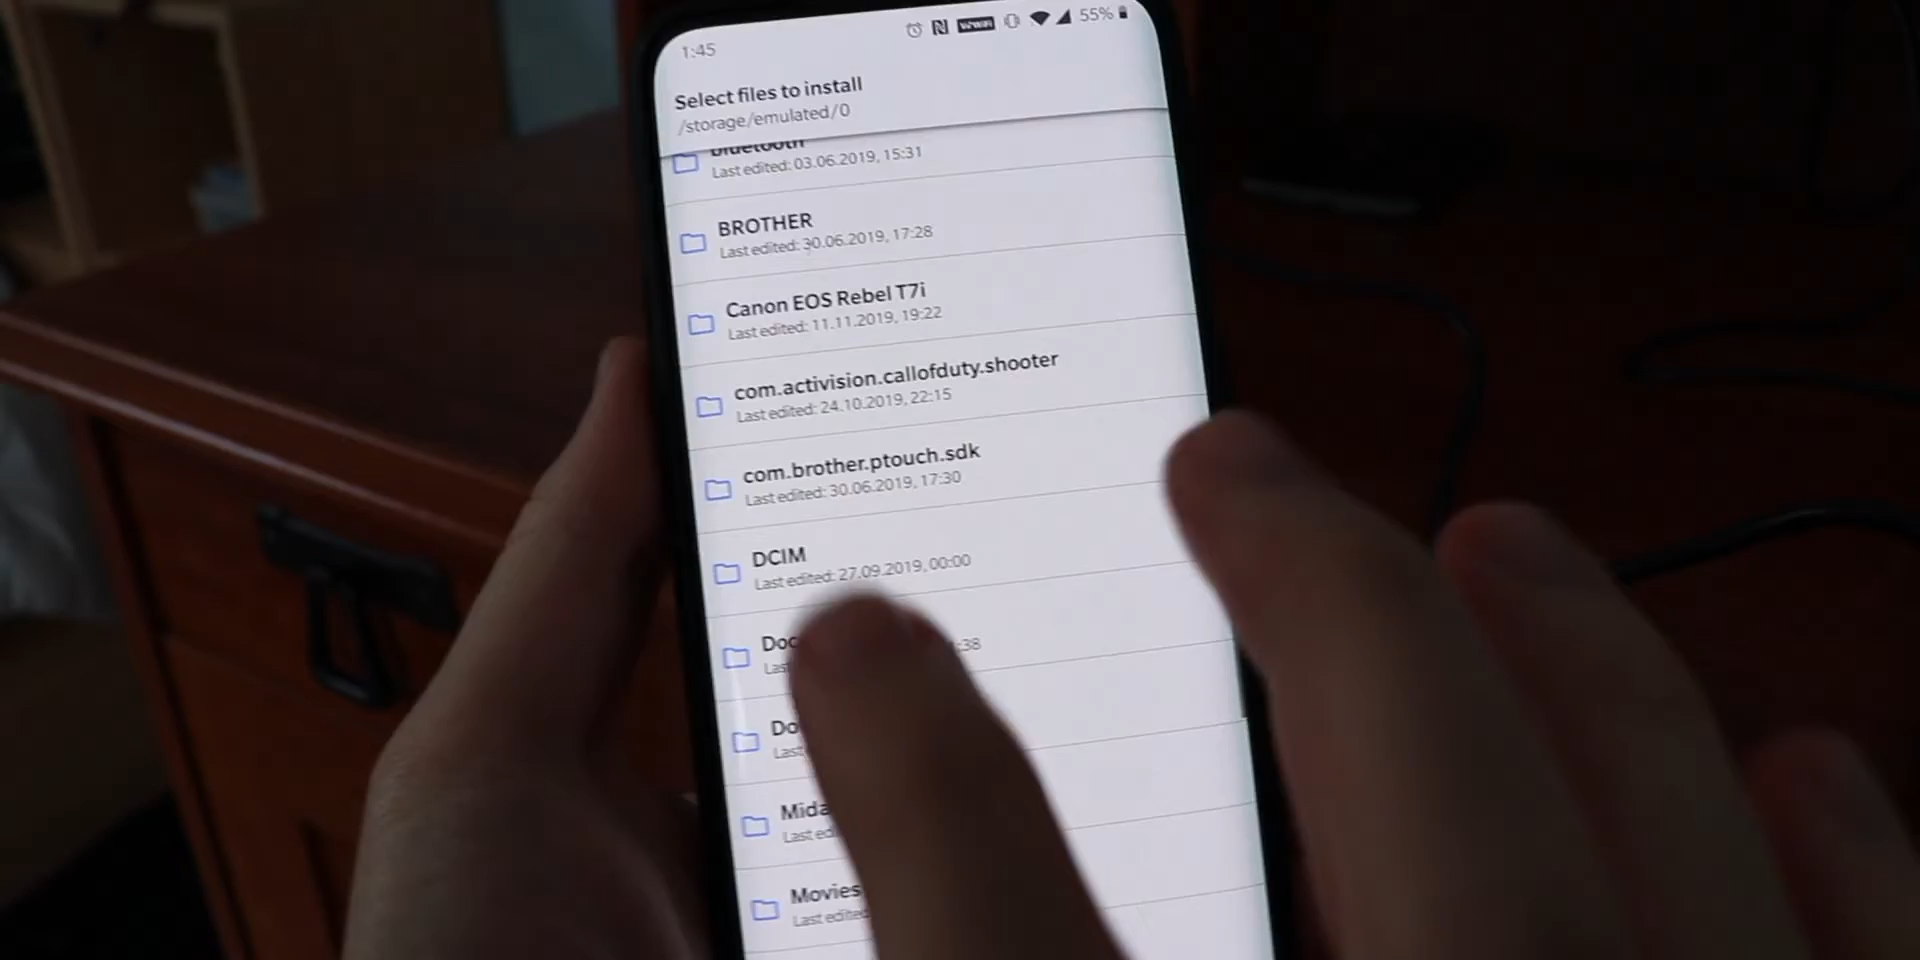 1:45
55%
Select files to install
/storage/emulated/0
bluetooth
Last edited: 03.06.2019, 15:31
BROTHER
Last edited: 30.06.2019, 17:28
Canon EOS Rebel T7i
Last edited: 11.11.2019, 19:22
com.activision.callofduty.shooter
Last edited: 24.10.2019, 22:15
com.brother.ptouch.sdk
Last edited: 30.06.2019, 17:30
DCIM
Last edited: 27.09.2019, 00:00
Doc
Las :38
Do
Last
Mida
Last edi
Movies
Last edited